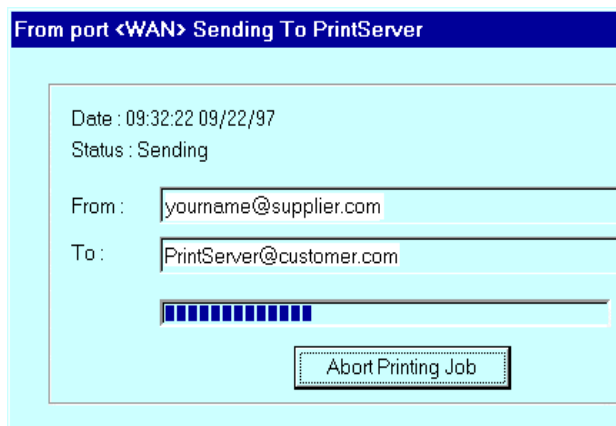 From port <WAN> Sending To PrintServer
Date : 09:32:22 09/22/97
Status : Sending
From : yourname@supplier.com
To : PrintServer@customer.com
Abort Printing Job